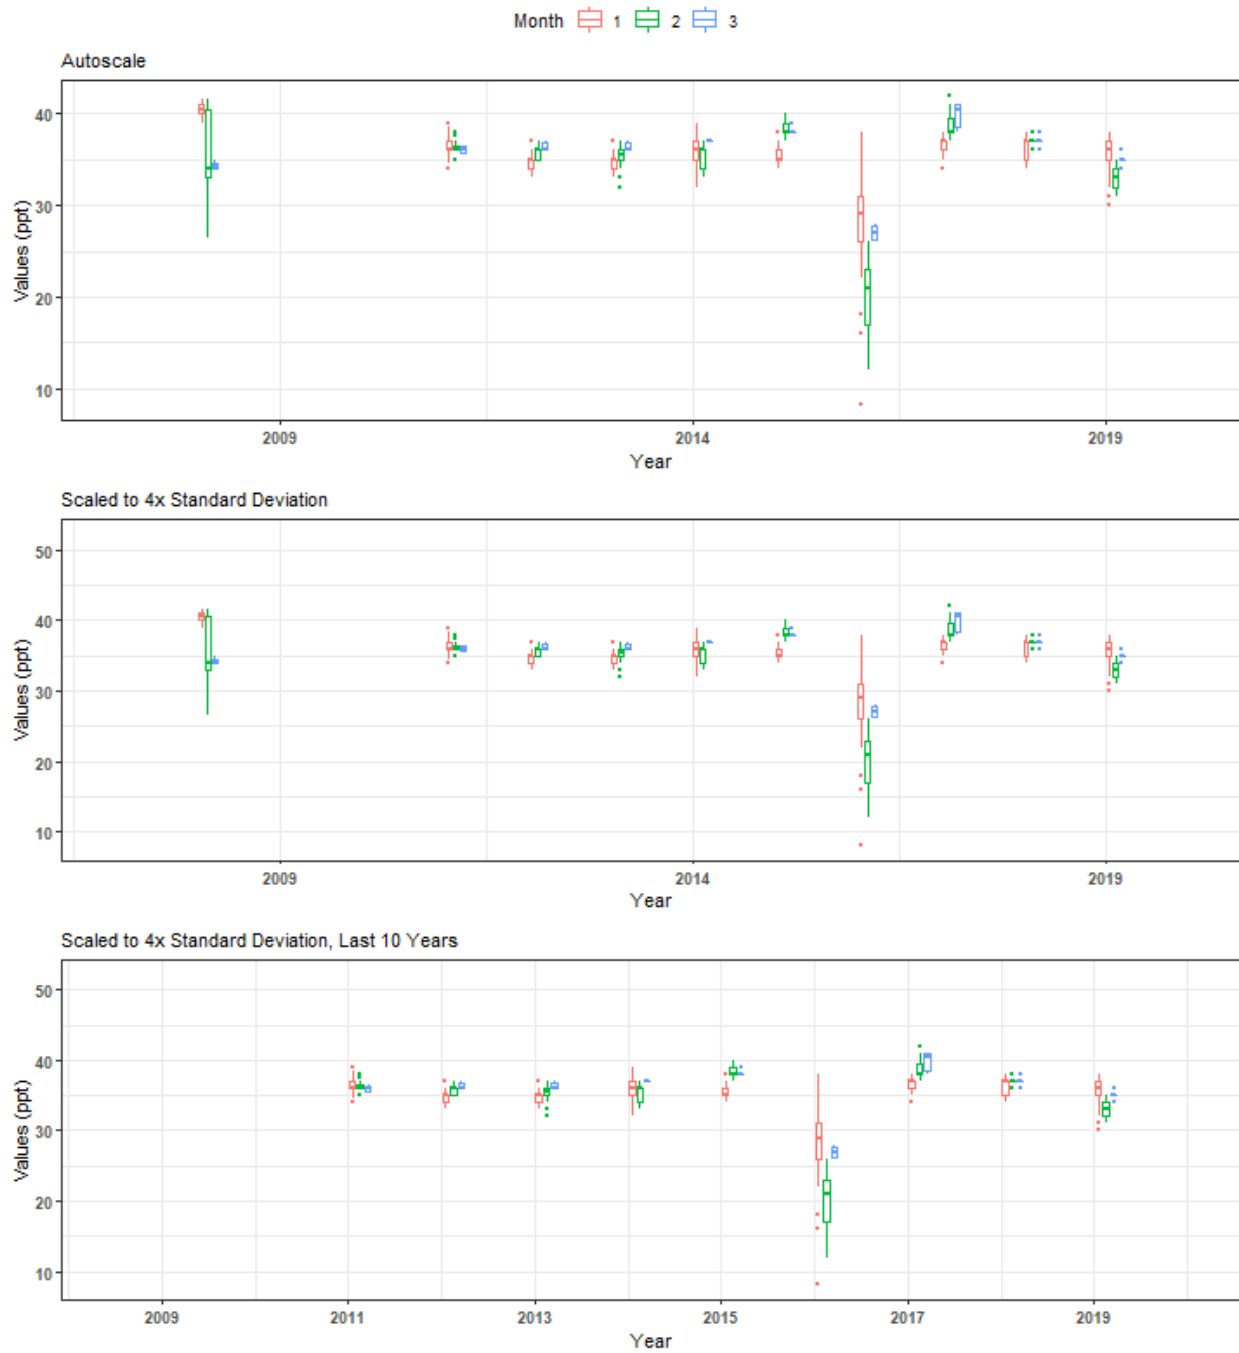 Month 1 2 3
Autoscale
40
30
20
10
Values (ppt)
2009 2014 2019
Year
Scaled to 4x Standard Deviation
50
40
30
20
10
Values (ppt)
2009 2014 2019
Year
Scaled to 4x Standard Deviation, Last 10 Years
50
40
30
20
10
Values (ppt)
2009 2011 2013 2015 2017 2019
Year